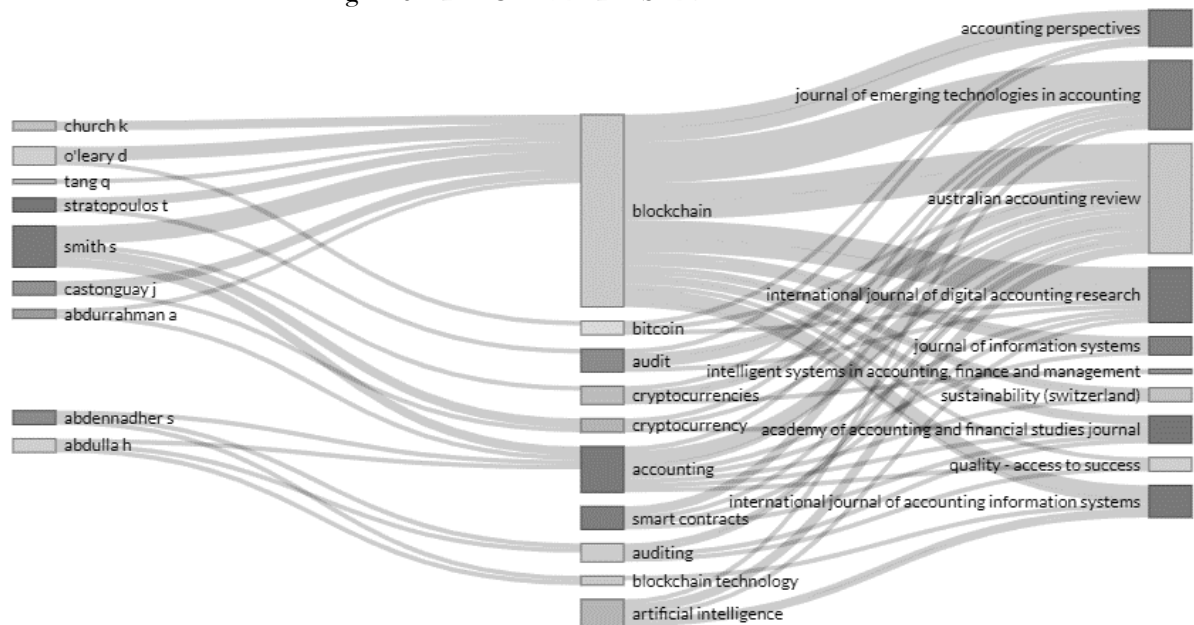 church k
o'leary d
tang q
stratopoulos t
smith s
castonguay j
abdurrahman a
abdennadher s
abdulla h
blockchain
bitcoin
audit
cryptocurrencies
cryptocurrency
accounting
smart contracts
auditing
blockchain technology
artificial intelligence
accounting perspectives
journal of emerging technologies in accounting
australian accounting review
international journal of digital accounting research
journal of information systems
intelligent systems in accounting, finance and management
sustainability (switzerland)
academy of accounting and financial studies journal
quality - access to success
international journal of accounting information systems